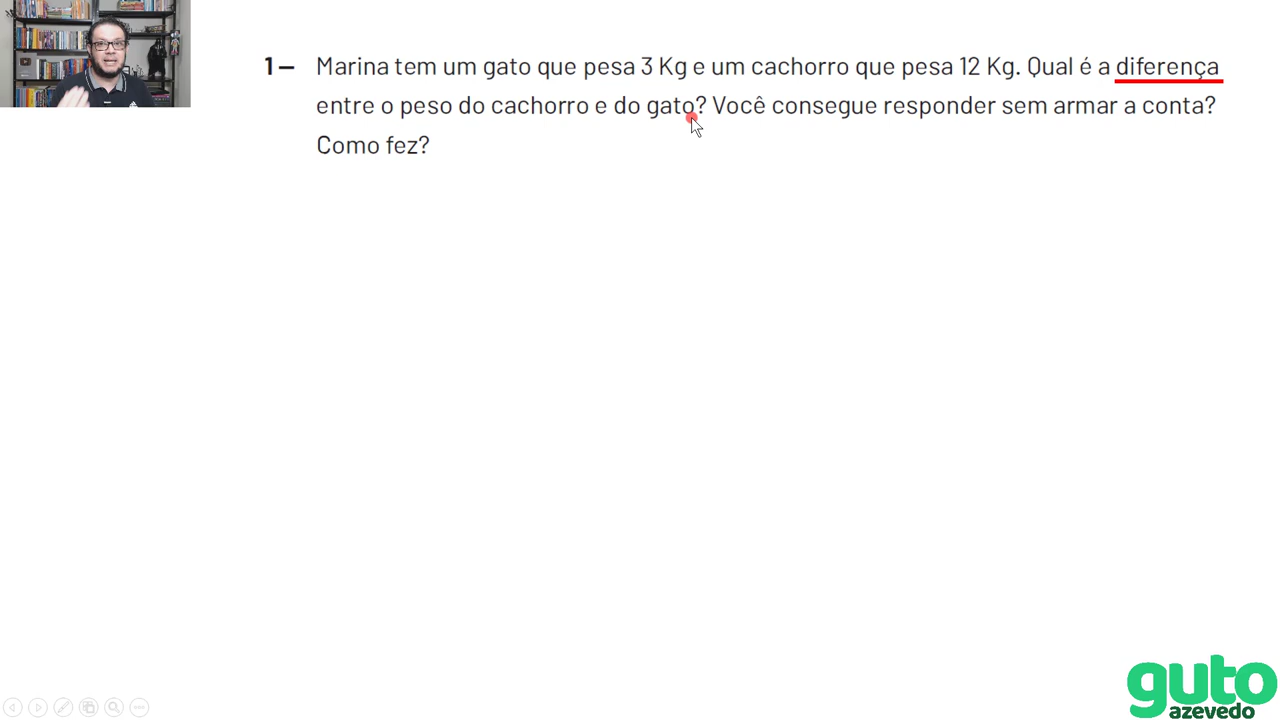 1 – Marina tem um gato que pesa 3 Kg e um cachorro que pesa 12 Kg. Qual é a diferença
entre o peso do cachorro e do gato? Você consegue responder sem armar a conta?
Como fez?
guto
azevedo